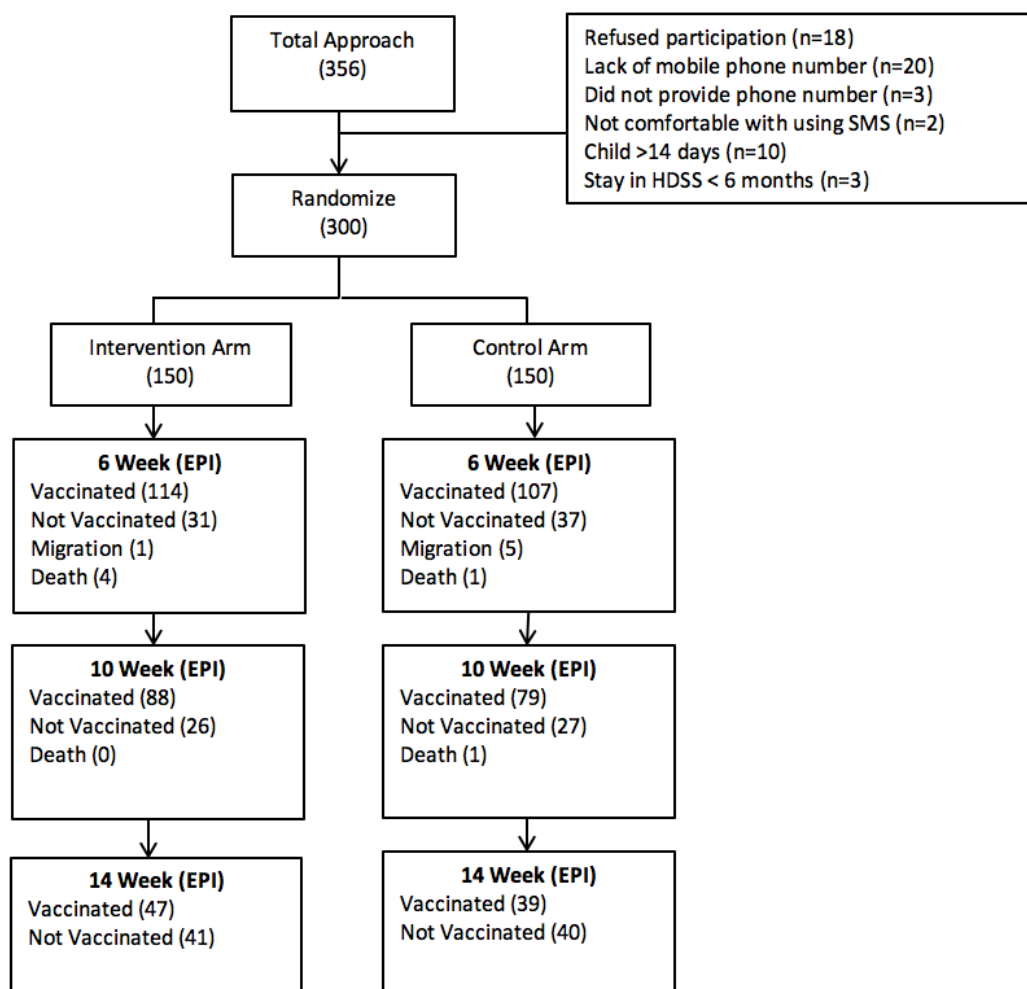 Total Approach
(356)
Refused participation (n=18)
Lack of mobile phone number (n=20)
Did not provide phone number (n=3)
Not comfortable with using SMS (n=2)
Child >14 days (n=10)
Stay in HDSS < 6 months (n=3)
Randomize
(300)
Intervention Arm
(150)
Control Arm
(150)
6 Week (EPI)
Vaccinated (114)
Not Vaccinated (31)
Migration (1)
Death (4)
6 Week (EPI)
Vaccinated (107)
Not Vaccinated (37)
Migration (5)
Death (1)
10 Week (EPI)
Vaccinated (88)
Not Vaccinated (26)
Death (0)
10 Week (EPI)
Vaccinated (79)
Not Vaccinated (27)
Death (1)
14 Week (EPI)
Vaccinated (47)
Not Vaccinated (41)
14 Week (EPI)
Vaccinated (39)
Not Vaccinated (40)